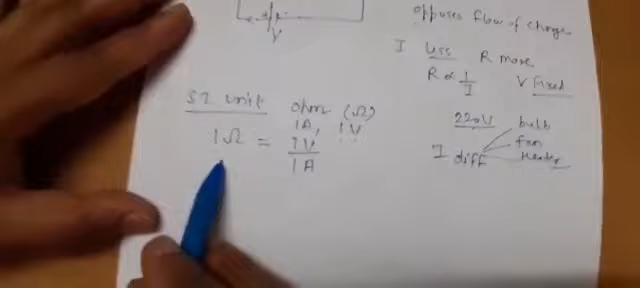 V
opposes flow of charge
I less R more
R ∝ 1/I V Fixed
SI unit ohm (Ω)
1A, 1V
1Ω = 1V
1A
220V
I diff
bulb
fan
Heater